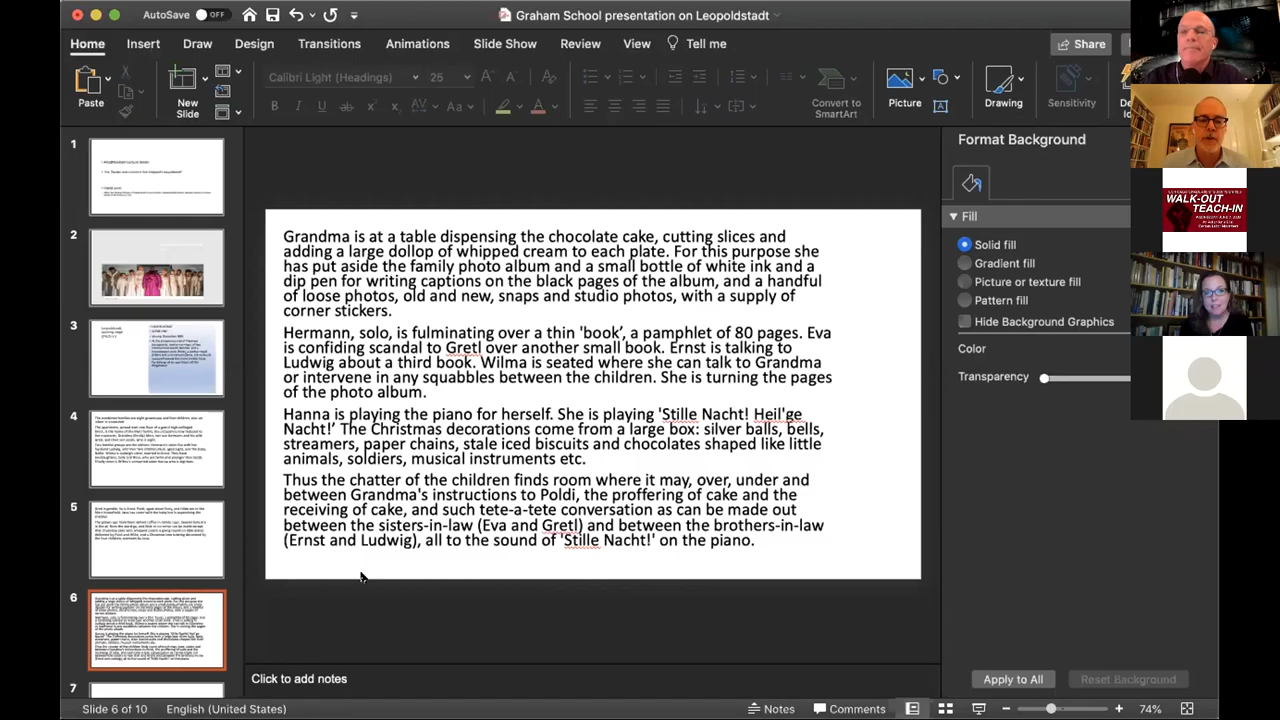 AutoSave OFF
Graham School presentation on Leopoldstadt
Home Insert Draw Design Transitions Animations Slide Show Review View Tell me
Share
Calibri Light (Headings) 25
Paste
New
Slide
Convert to
SmartArt
Picture
Drawing
Sensitivity
1
2
3
4
5
6
7
Grandma is at a table dispensing the chocolate cake, cutting slices and
adding a large dollop of whipped cream to each plate. For this purpose she
has put aside the family photo album and a small bottle of white ink and a
dip pen for writing captions on the black pages of the album, and a handful
of loose photos, old and new, snaps and studio photos, with a supply of
corner stickers.
Hermann, solo, is fulminating over a thin 'book', a pamphlet of 80 pages. Eva
is confiding scandal to Gretl over another small book. Ernst is talking to
Ludwig about a third book. Wilma is seated where she can talk to Grandma
or intervene in any squabbles between the children. She is turning the pages
of the photo album.
Hanna is playing the piano for herself. She is playing 'Stille Nacht! Heil'ge
Nacht!' The Christmas decorations come from a large box: silver balls, bells,
streamers, paper chains, stale iced biscuits and chocolates shaped like little
animals, soldiers, musical instruments etc.
Thus the chatter of the children finds room where it may, over, under and
between Grandma's instructions to Poldi, the proffering of cake and the
receiving of cake, and such tete-a-tete conversation as can be made out
between the sisters-in-law (Eva and Gretl) and between the brothers-in-law
(Ernst and Ludwig), all to the sound of 'Stille Nacht!' on the piano.
Format Background
Fill
Solid fill
Gradient fill
Picture or texture fill
Pattern fill
Hide Background Graphics
Color
Transparency
Apply to All
Reset Background
WALK-OUT
TEACH-IN
Click to add notes
Slide 6 of 10
English (United States)
Notes
Comments
74%